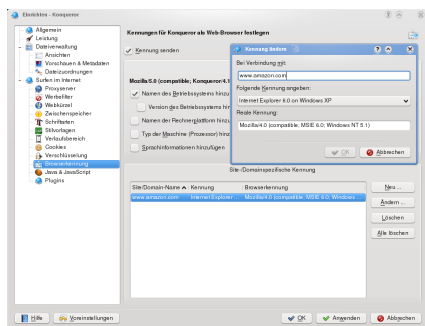 Einrichten - Konqueror
Allgemein
Leistung
Dateiverwaltung
Ansichten
Vorschauen & Metadaten
Dateizuordnungen
Surfen im Internet
Proxyserver
Werbefilter
Webkürzel
Zwischenspeicher
Schriftarten
Stilvorlagen
Verlaufsbereich
Cookies
Verschlüsselung
Browserkennung
Java & JavaScript
Plugins
Kennungen für Konqueror als Web-Browser festlegen
Kennung senden
Mozilla/5.0 (compatible; Konqueror/4.1
Namen des Betriebssystems hinzu
Version des Betriebssystems hin
Namen der Rechnerplattform hinz
Typ der Maschine (Prozessor) hinz
Sprachinformationen hinzufügen
Kennung ändern
Bei Verbindung mit:
www.amazon.com
Folgende Kennung angeben:
Internet Explorer 6.0 on Windows XP
Reale Kennung:
Mozilla/4.0 (compatible; MSIE 6.0; Windows NT 5.1)
OK
Abbrechen
Site-/Domainspezifische Kennung
Site/Domain-Name Kennung Browserkennung
www.amazon.com Internet Explorer ... Mozilla/4.0 (compatible; MSIE 6.0; Windows ...
Neu ...
Ändern ...
Löschen
Alle löschen
Hilfe
Voreinstellungen
OK
Anwenden
Abbrechen